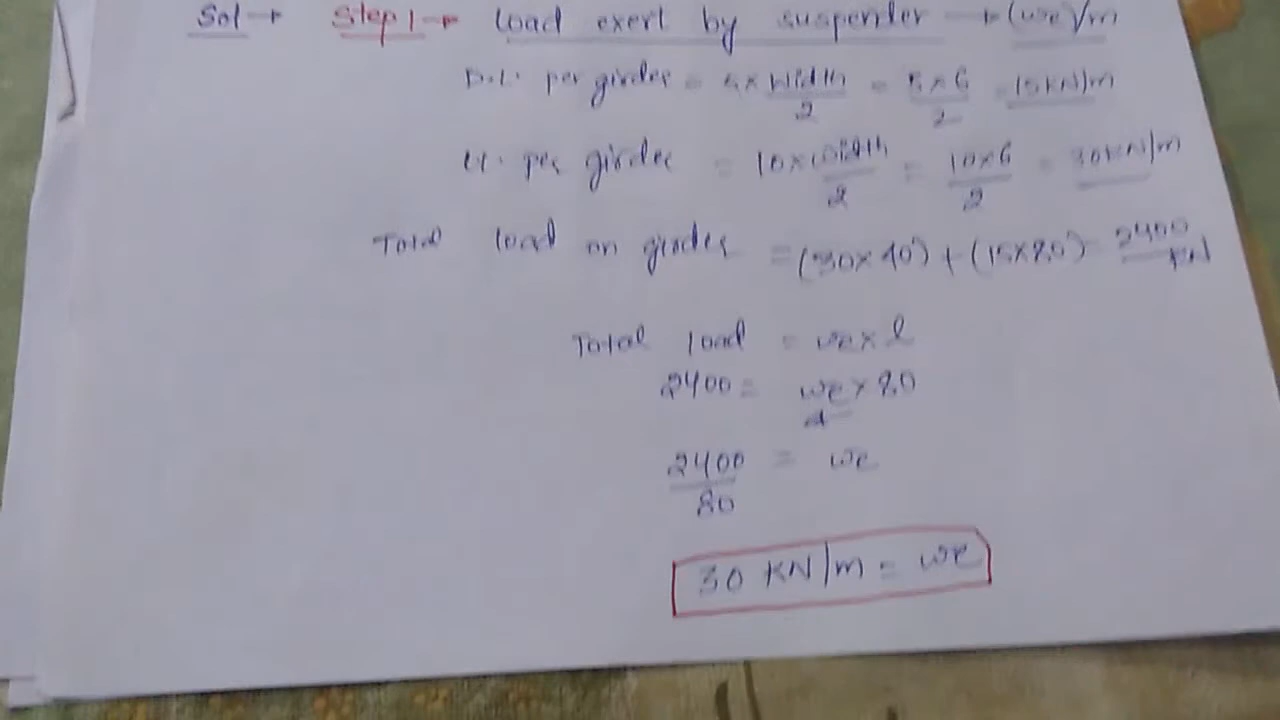 Sol → Step 1 → Load exert by suspender → (we)/m
D.L. per girder = 5 × width/2 = 5×6/2 = 15 KN/m
LL. per girder = 10 × width/2 = 10×6/2 = 30 KN/m
Total load on girder = (30×40) + (15×80) = 2400 KN
Total load = we × l
2400 = we × 80
2400/80 = we
30 KN/m = we